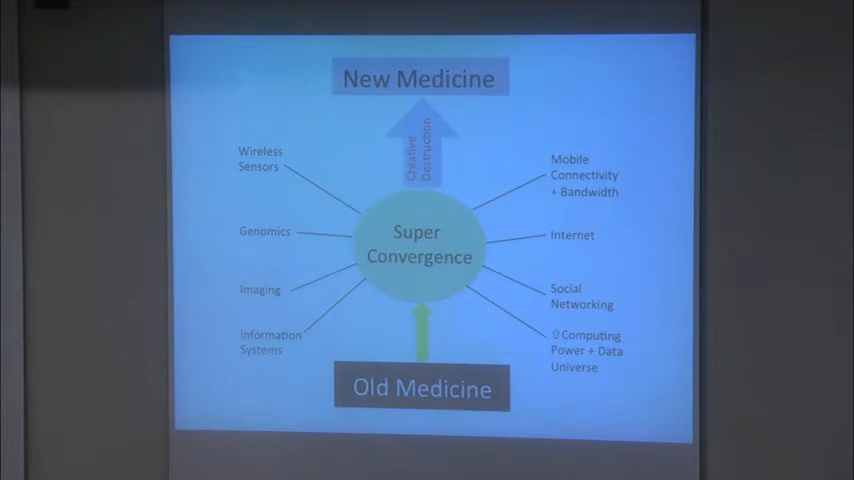 New Medicine
Creative
Destruction
Wireless
Sensors
Mobile
Connectivity
+ Bandwidth
Genomics
Super
Convergence
Internet
Imaging
Social
Networking
Information
Systems
⇧Computing
Power + Data
Universe
Old Medicine